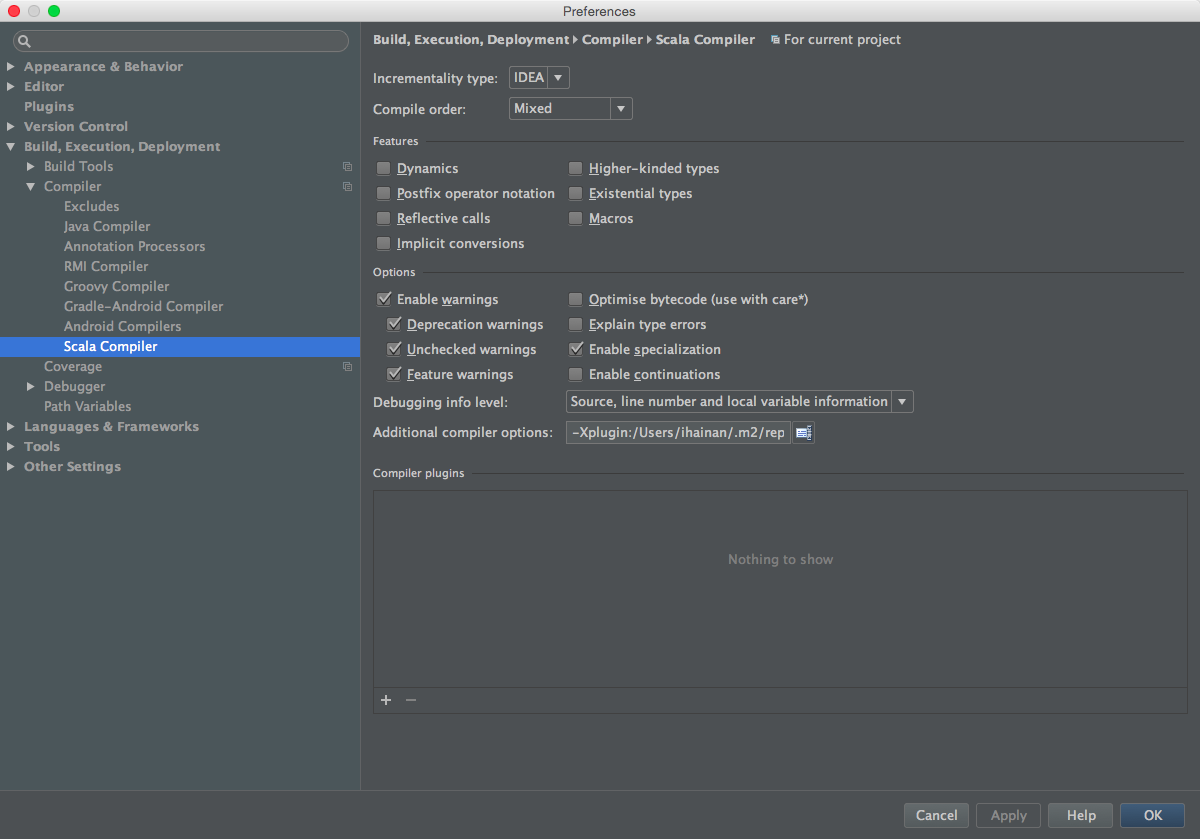 Preferences
Appearance & Behavior
Editor
Plugins
Version Control
Build, Execution, Deployment
Build Tools
Compiler
Excludes
Java Compiler
Annotation Processors
RMI Compiler
Groovy Compiler
Gradle-Android Compiler
Android Compilers
Scala Compiler
Coverage
Debugger
Path Variables
Languages & Frameworks
Tools
Other Settings
Build, Execution, Deployment Compiler Scala Compiler For current project
Incrementality type: IDEA
Compile order: Mixed
Features
Dynamics Higher-kinded types
Postfix operator notation Existential types
Reflective calls Macros
Implicit conversions
Options
Enable warnings Optimise bytecode (use with care*)
Deprecation warnings Explain type errors
Unchecked warnings Enable specialization
Feature warnings Enable continuations
Debugging info level: Source, line number and local variable information
Additional compiler options: -Xplugin:/Users/ihainan/.m2/rep
Compiler plugins
Nothing to show
Cancel Apply Help OK